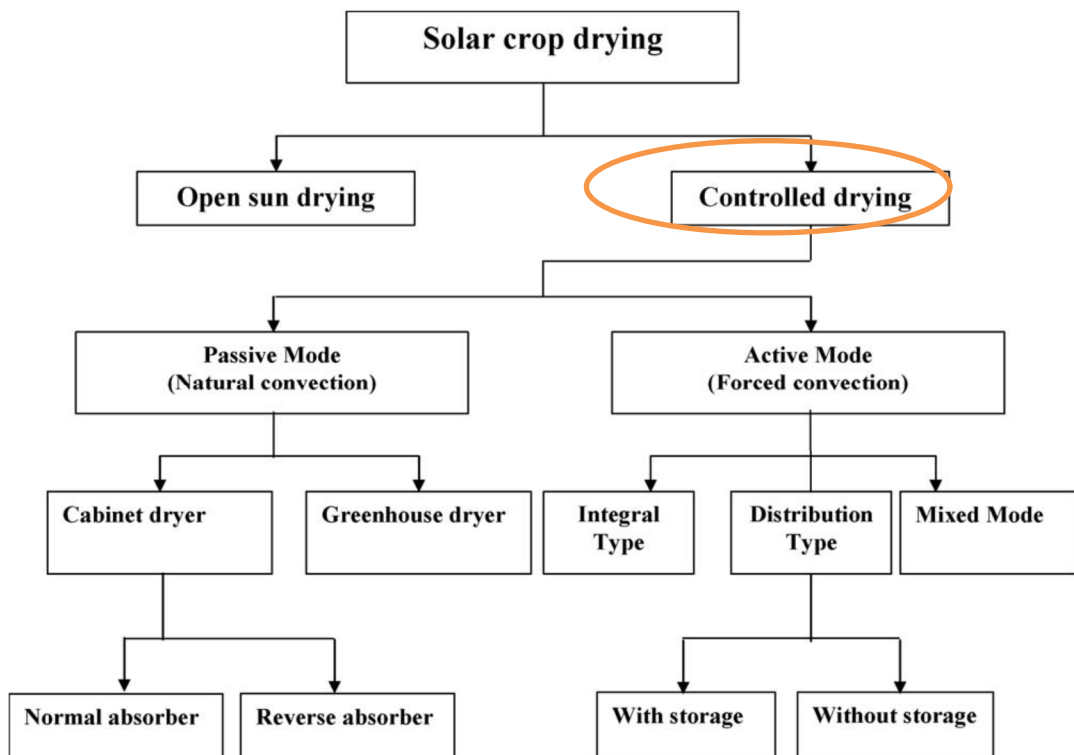 Solar crop drying
Open sun drying
Controlled drying
Passive Mode
(Natural convection)
Active Mode
(Forced convection)
Cabinet dryer
Greenhouse dryer
Integral
Type
Distribution
Type
Mixed Mode
Normal absorber
Reverse absorber
With storage
Without storage